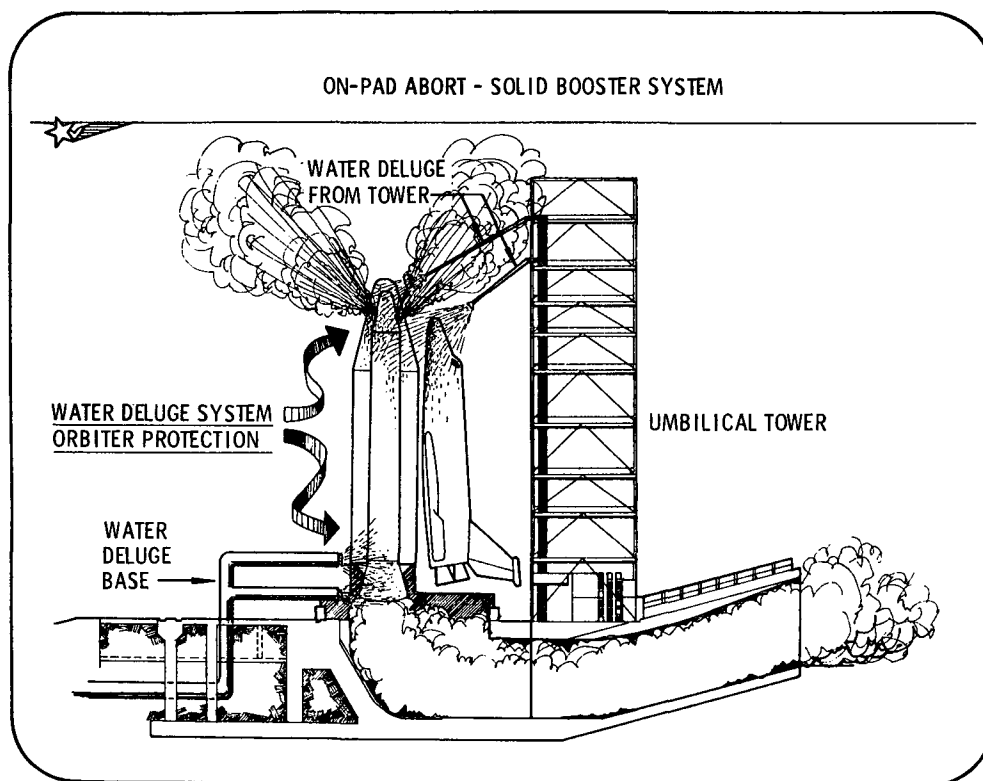 ON-PAD ABORT - SOLID BOOSTER SYSTEM
WATER DELUGE
FROM TOWER
WATER DELUGE SYSTEM
ORBITER PROTECTION
UMBILICAL TOWER
WATER
DELUGE
BASE